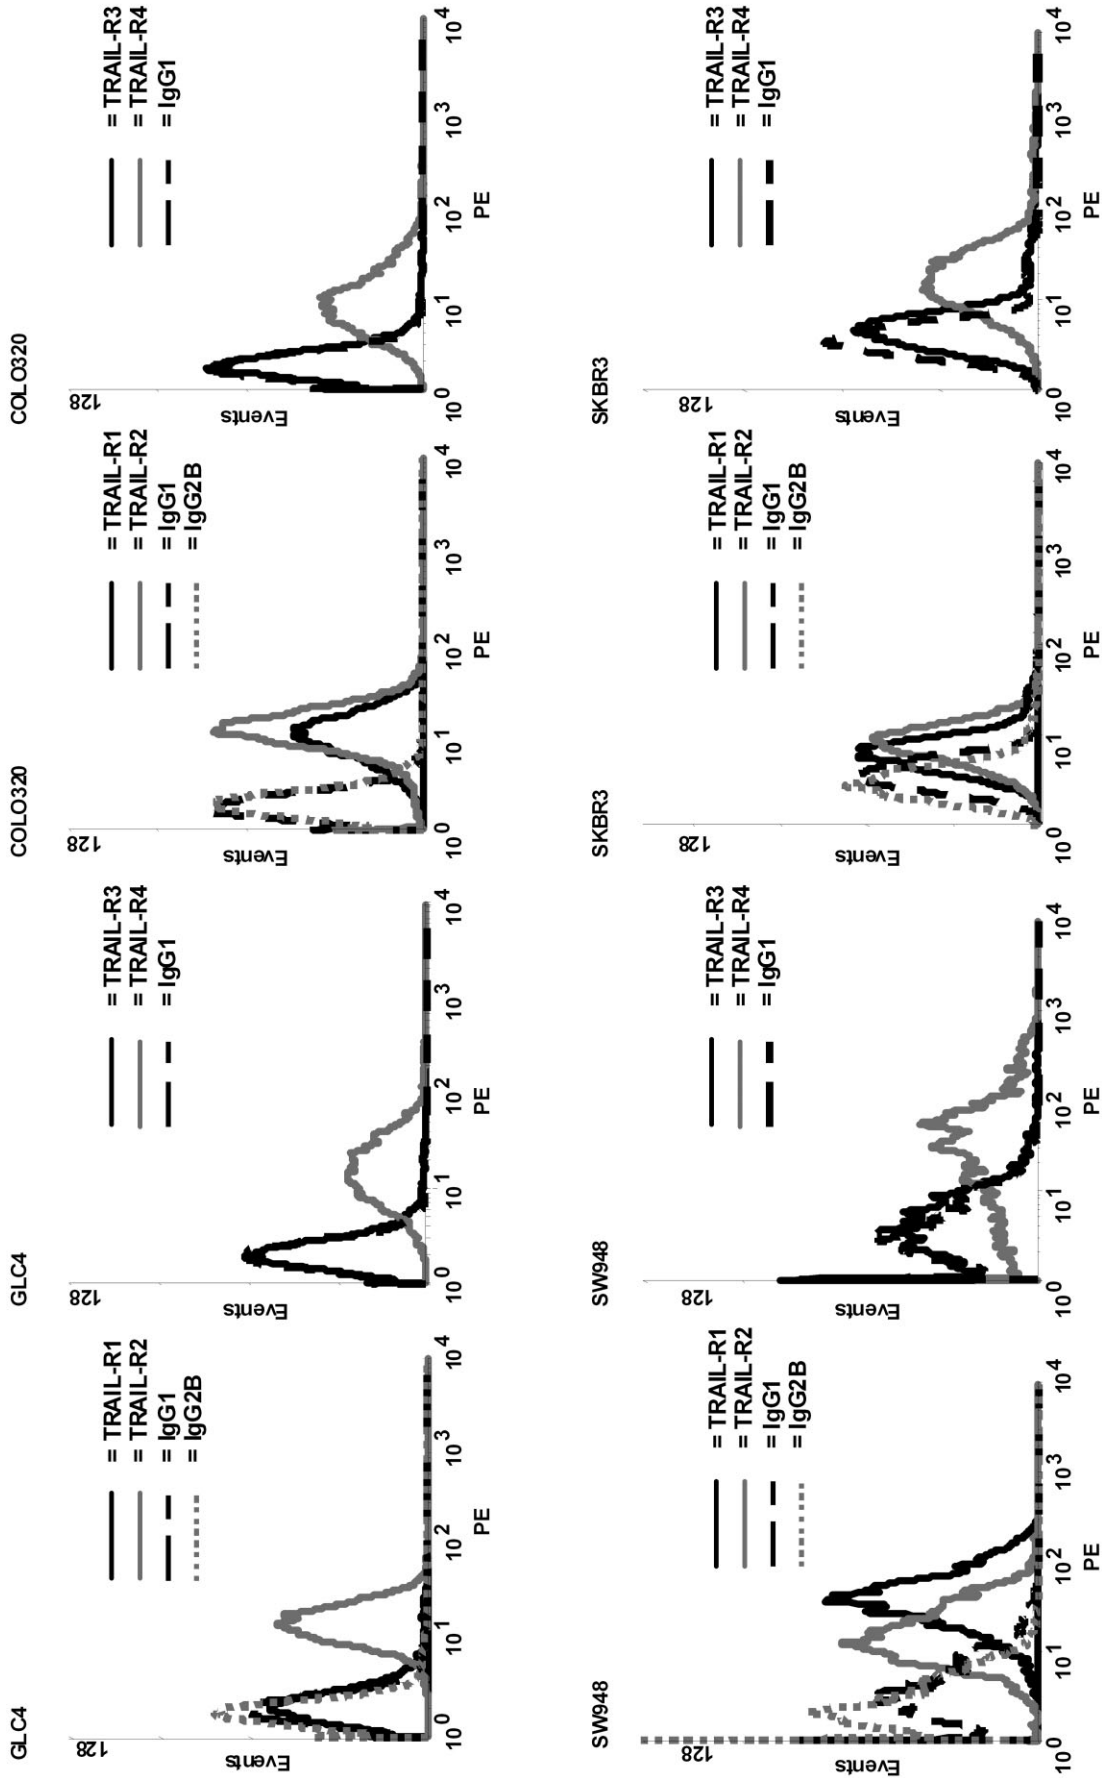 GLC4
128
Events
= TRAIL-R1
= TRAIL-R2
= IgG1
= IgG2B
10 0
10 1
10 2
10 3
10 4
PE
GLC4
128
Events
= TRAIL-R3
= TRAIL-R4
= IgG1
10 0
10 1
10 2
10 3
10 4
PE
COLO320
128
Events
= TRAIL-R1
= TRAIL-R2
= IgG1
= IgG2B
10 0
10 1
10 2
10 3
10 4
PE
COLO320
128
Events
= TRAIL-R3
= TRAIL-R4
= IgG1
10 0
10 1
10 2
10 3
10 4
PE
SW948
128
Events
= TRAIL-R1
= TRAIL-R2
= IgG1
= IgG2B
10 0
10 1
10 2
10 3
10 4
PE
SW948
128
Events
= TRAIL-R3
= TRAIL-R4
= IgG1
10 0
10 1
10 2
10 3
10 4
PE
SKBR3
128
Events
= TRAIL-R1
= TRAIL-R2
= IgG1
= IgG2B
10 0
10 1
10 2
10 3
10 4
PE
SKBR3
128
Events
= TRAIL-R3
= TRAIL-R4
= IgG1
10 0
10 1
10 2
10 3
10 4
PE